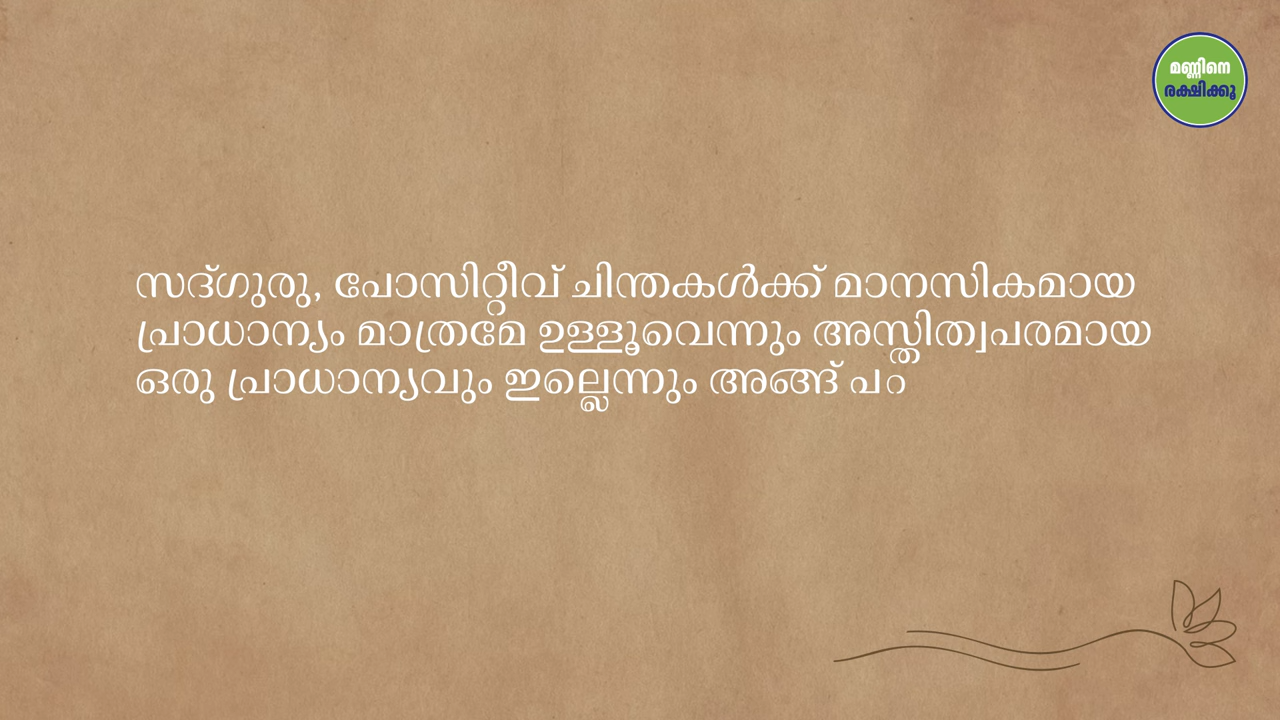 മണ്ണിനെ
രക്ഷിക്കൂ
സദ്ഗുരു, പോസിറ്റീവ് ചിന്തകൾക്ക് മാനസികമായ
പ്രാധാന്യം മാത്രമേ ഉള്ളൂവെന്നും അസ്തിത്വപരമായ
ഒരു പ്രാധാന്യവും ഇല്ലെന്നും അങ്ങ് പറ